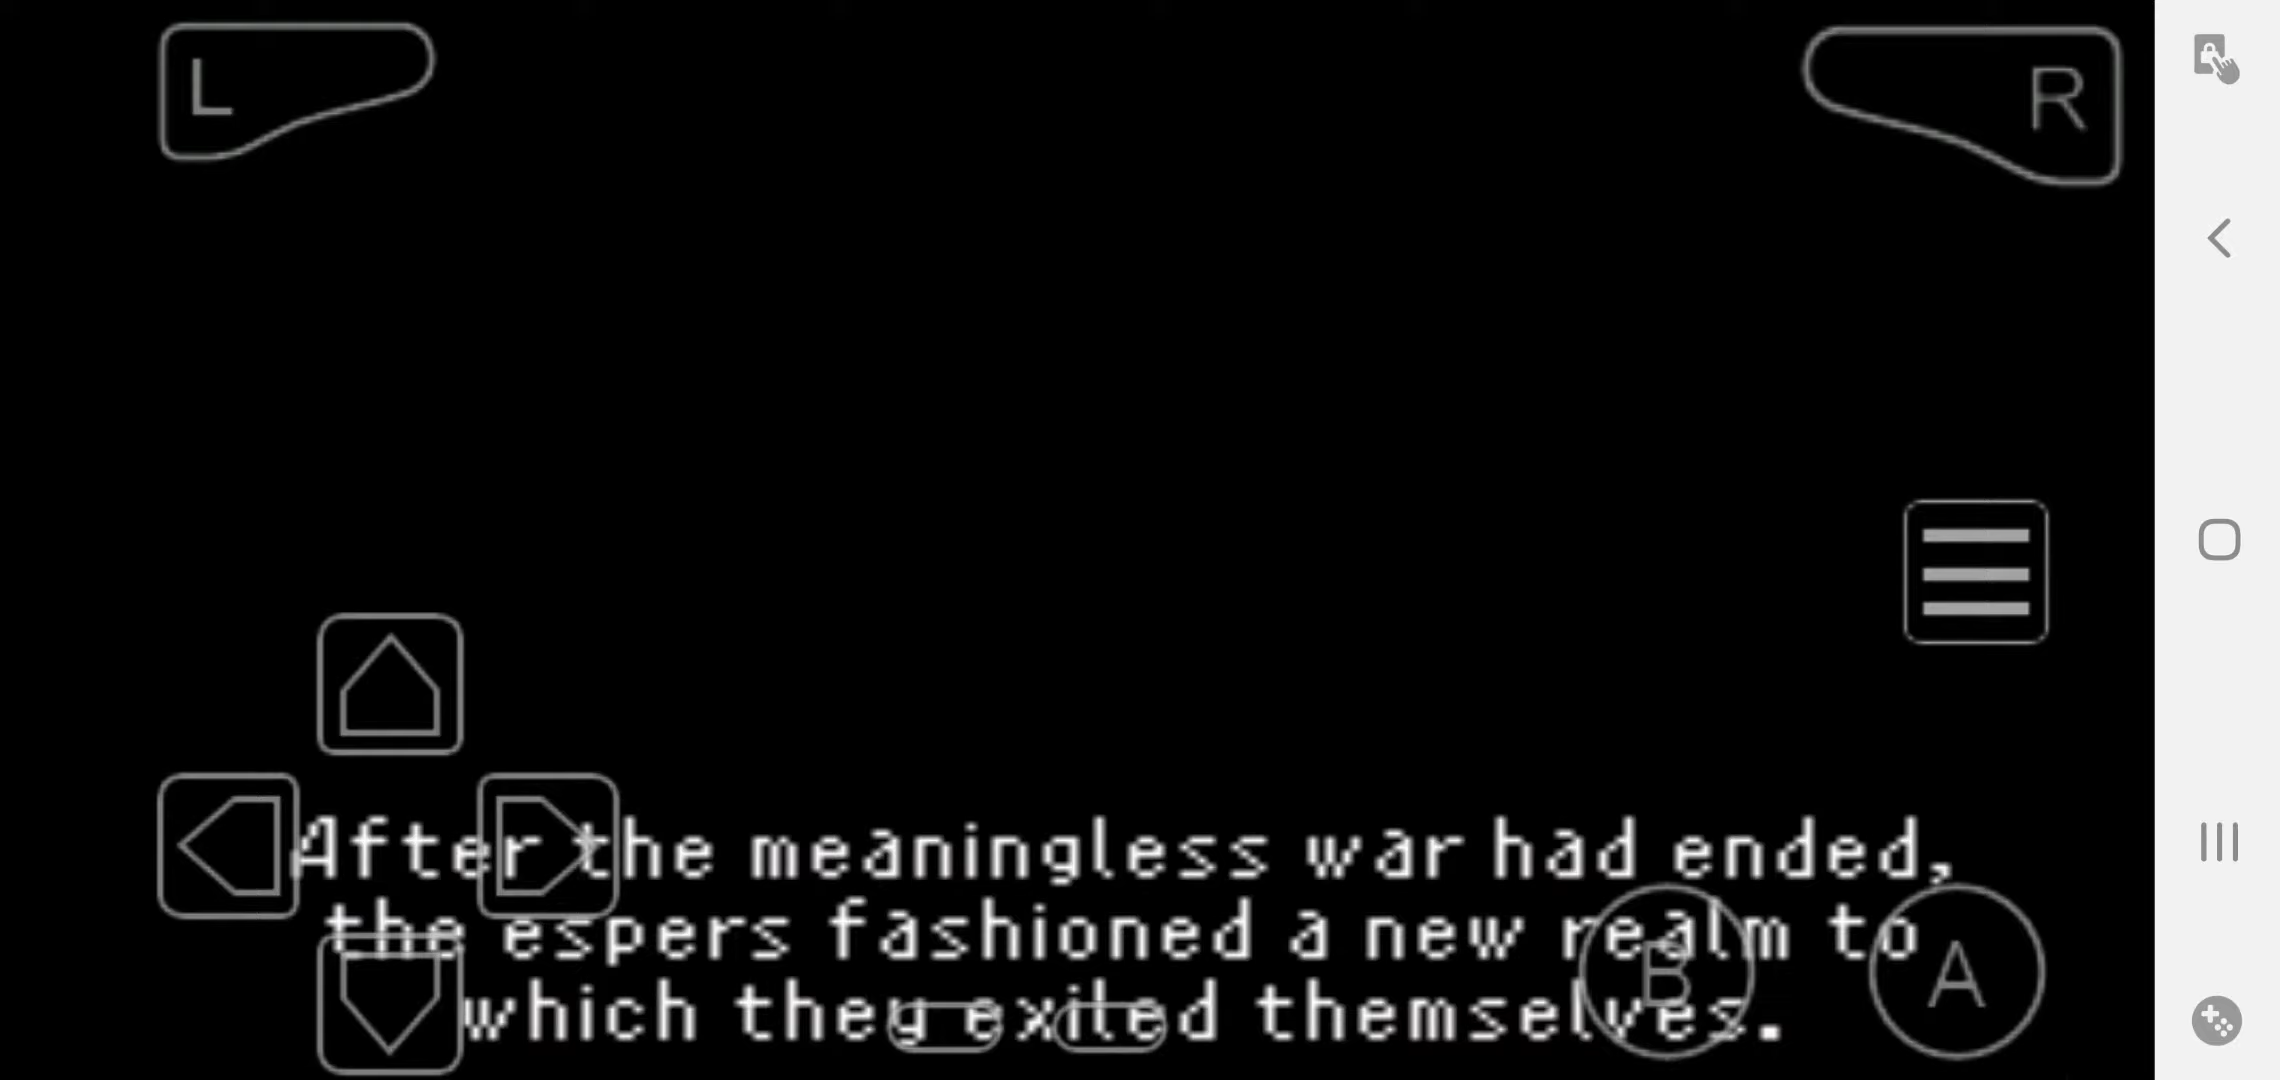 L
R
After the meaningless war had ended,
the espers fashioned a new realm to
which they exiled themselves.
B
A